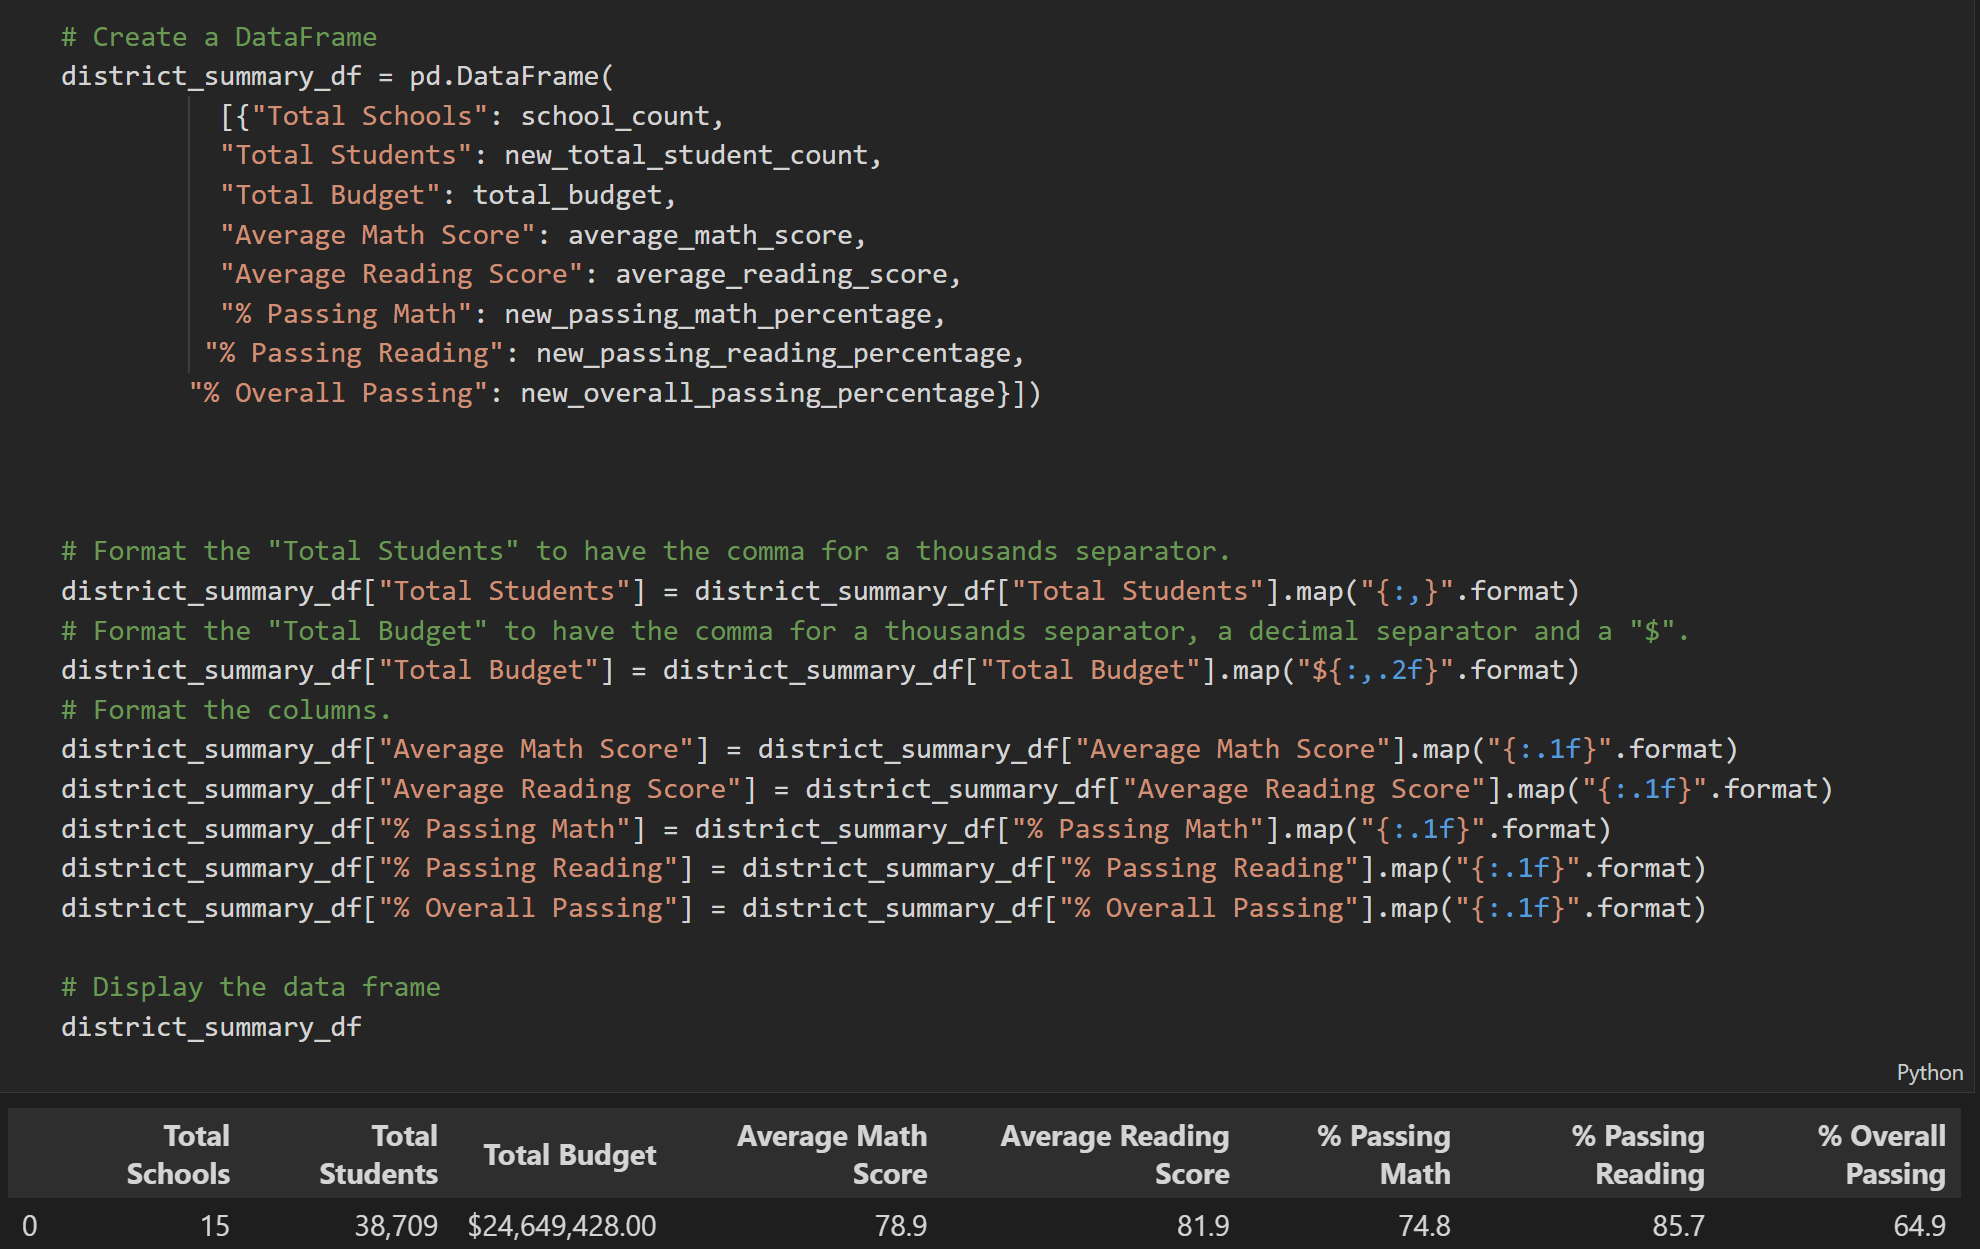 # Create a DataFrame
district_summary_df = pd.DataFrame(
          [{"Total Schools": school_count,
          "Total Students": new_total_student_count,
          "Total Budget": total_budget,
          "Average Math Score": average_math_score,
          "Average Reading Score": average_reading_score,
          "% Passing Math": new_passing_math_percentage,
         "% Passing Reading": new_passing_reading_percentage,
        "% Overall Passing": new_overall_passing_percentage}])
# Format the "Total Students" to have the comma for a thousands separator.
district_summary_df["Total Students"] = district_summary_df["Total Students"].map("{:,}".format)
# Format the "Total Budget" to have the comma for a thousands separator, a decimal separator and a "$".
district_summary_df["Total Budget"] = district_summary_df["Total Budget"].map("${:,.2f}".format)
# Format the columns.
district_summary_df["Average Math Score"] = district_summary_df["Average Math Score"].map("{:.1f}".format)
district_summary_df["Average Reading Score"] = district_summary_df["Average Reading Score"].map("{:.1f}".format)
district_summary_df["% Passing Math"] = district_summary_df["% Passing Math"].map("{:.1f}".format)
district_summary_df["% Passing Reading"] = district_summary_df["% Passing Reading"].map("{:.1f}".format)
district_summary_df["% Overall Passing"] = district_summary_df["% Overall Passing"].map("{:.1f}".format)
# Display the data frame
district_summary_df
Python
Total Schools Total Students Total Budget Average Math Score Average Reading Score % Passing Math % Passing Reading % Overall Passing
0 15 38,709 $24,649,428.00 78.9 81.9 74.8 85.7 64.9